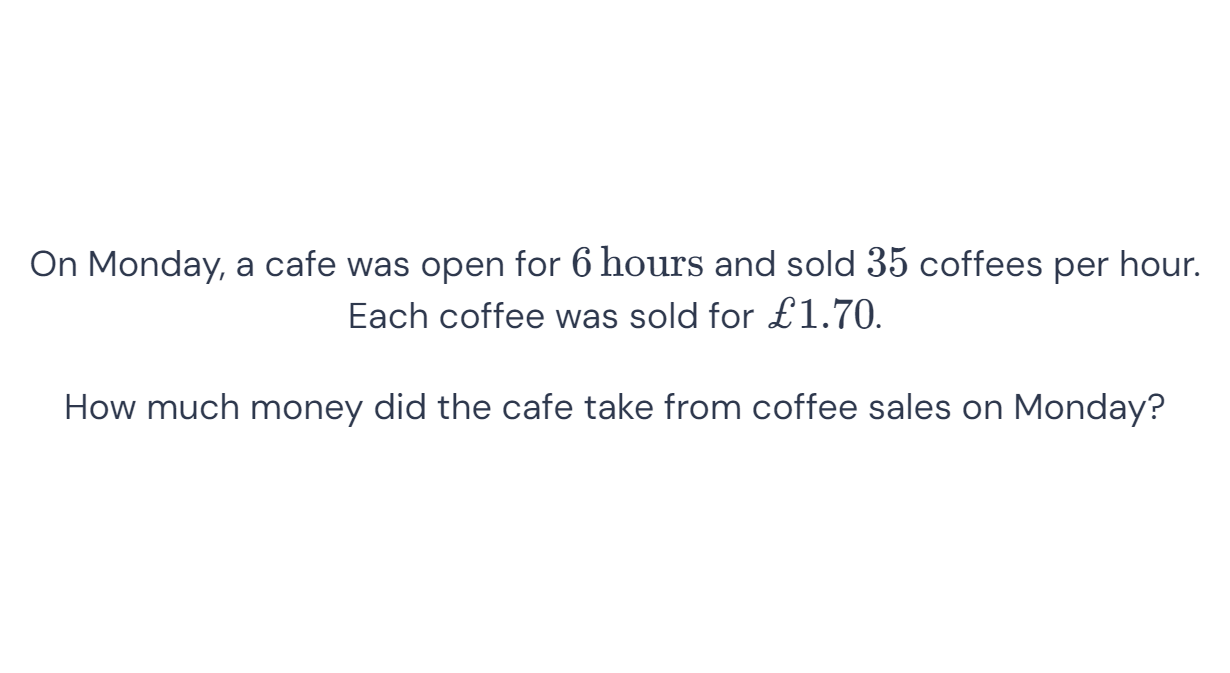 On Monday, a cafe was open for 6 hours and sold 35 coffees per hour.
Each coffee was sold for £1.70.
How much money did the cafe take from coffee sales on Monday?